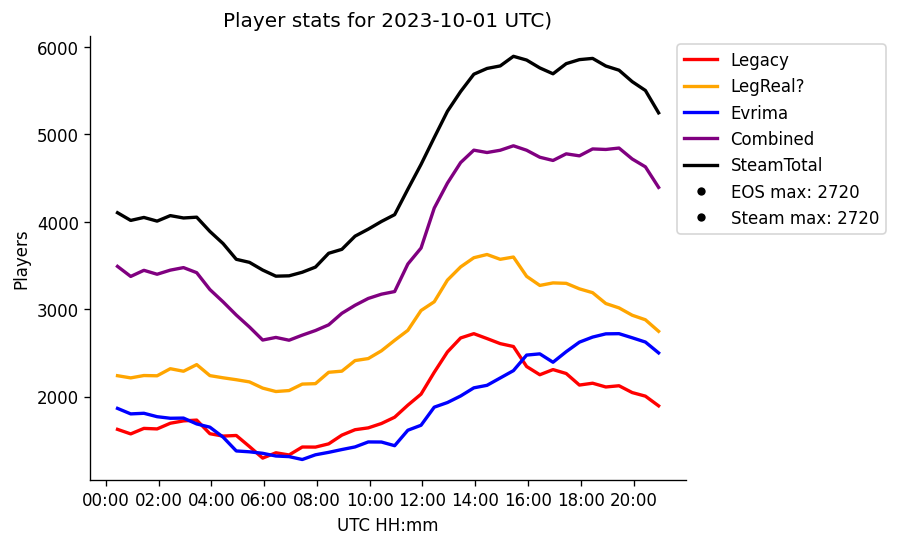 Player stats for 2023-10-01 UTC)
6000
5000
4000
3000
2000
Players
00:00 02:00 04:00 06:00 08:00 10:00 12:00 14:00 16:00 18:00 20:00
UTC HH:mm
Legacy
LegReal?
Evrima
Combined
SteamTotal
EOS max: 2720
Steam max: 2720